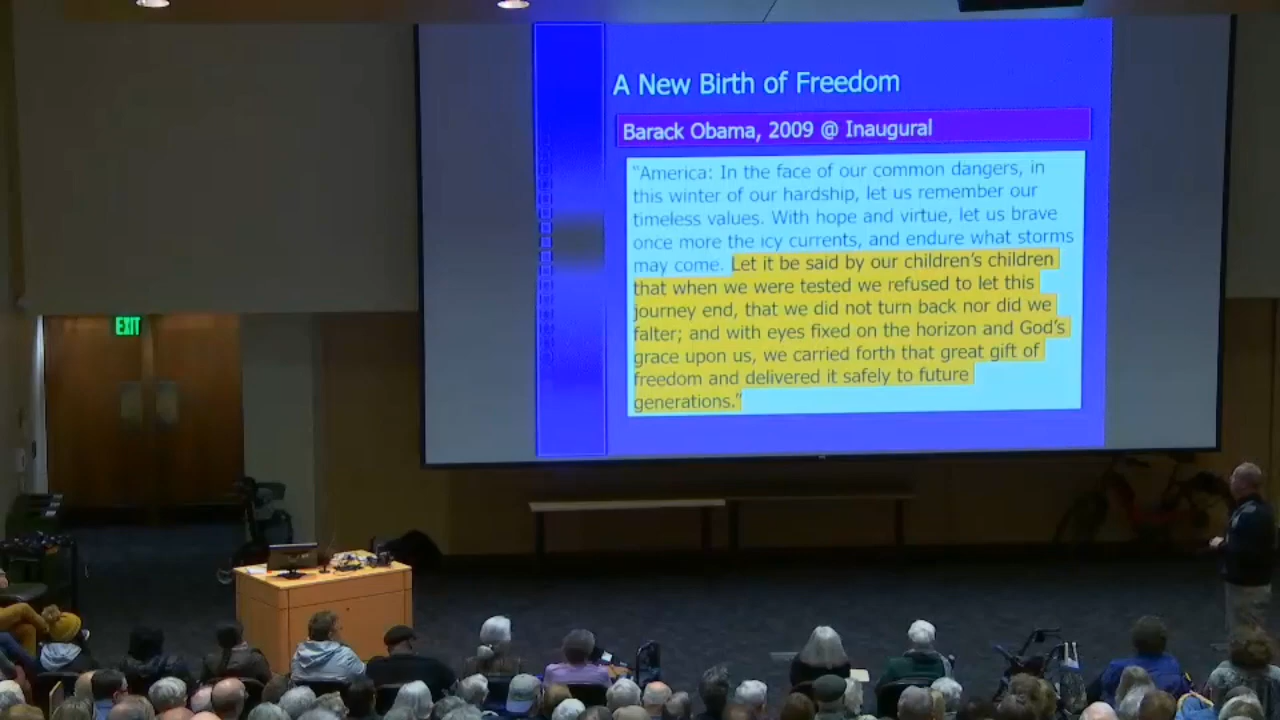 A New Birth of Freedom
Barack Obama, 2009 @ Inaugural
"America: In the face of our common dangers, in
this winter of our hardship, let us remember our
timeless values. With hope and virtue, let us brave
once more the icy currents, and endure what storms
may come. Let it be said by our children's children
that when we were tested we refused to let this
journey end, that we did not turn back nor did we
falter; and with eyes fixed on the horizon and God's
grace upon us, we carried forth that great gift of
freedom and delivered it safely to future
generations."
EXIT